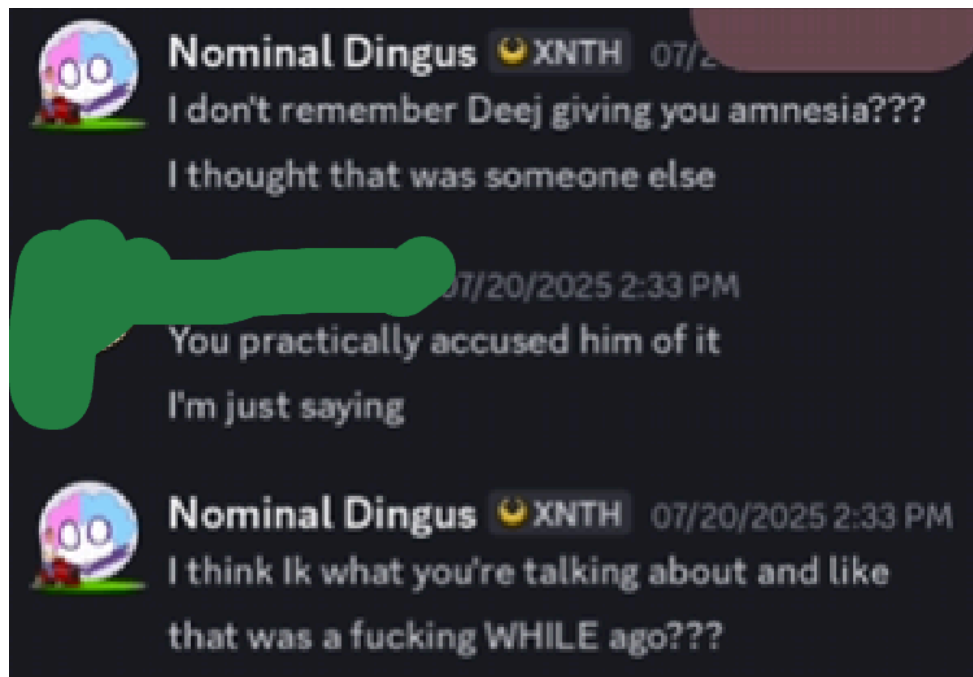 Nominal Dingus XNTH 07/2
I don't remember Deej giving you amnesia???
I thought that was someone else
07/20/2025 2:33 PM
You practically accused him of it
I'm just saying
Nominal Dingus XNTH 07/20/2025 2:33 PM
I think Ik what you're talking about and like
that was a fucking WHILE ago???